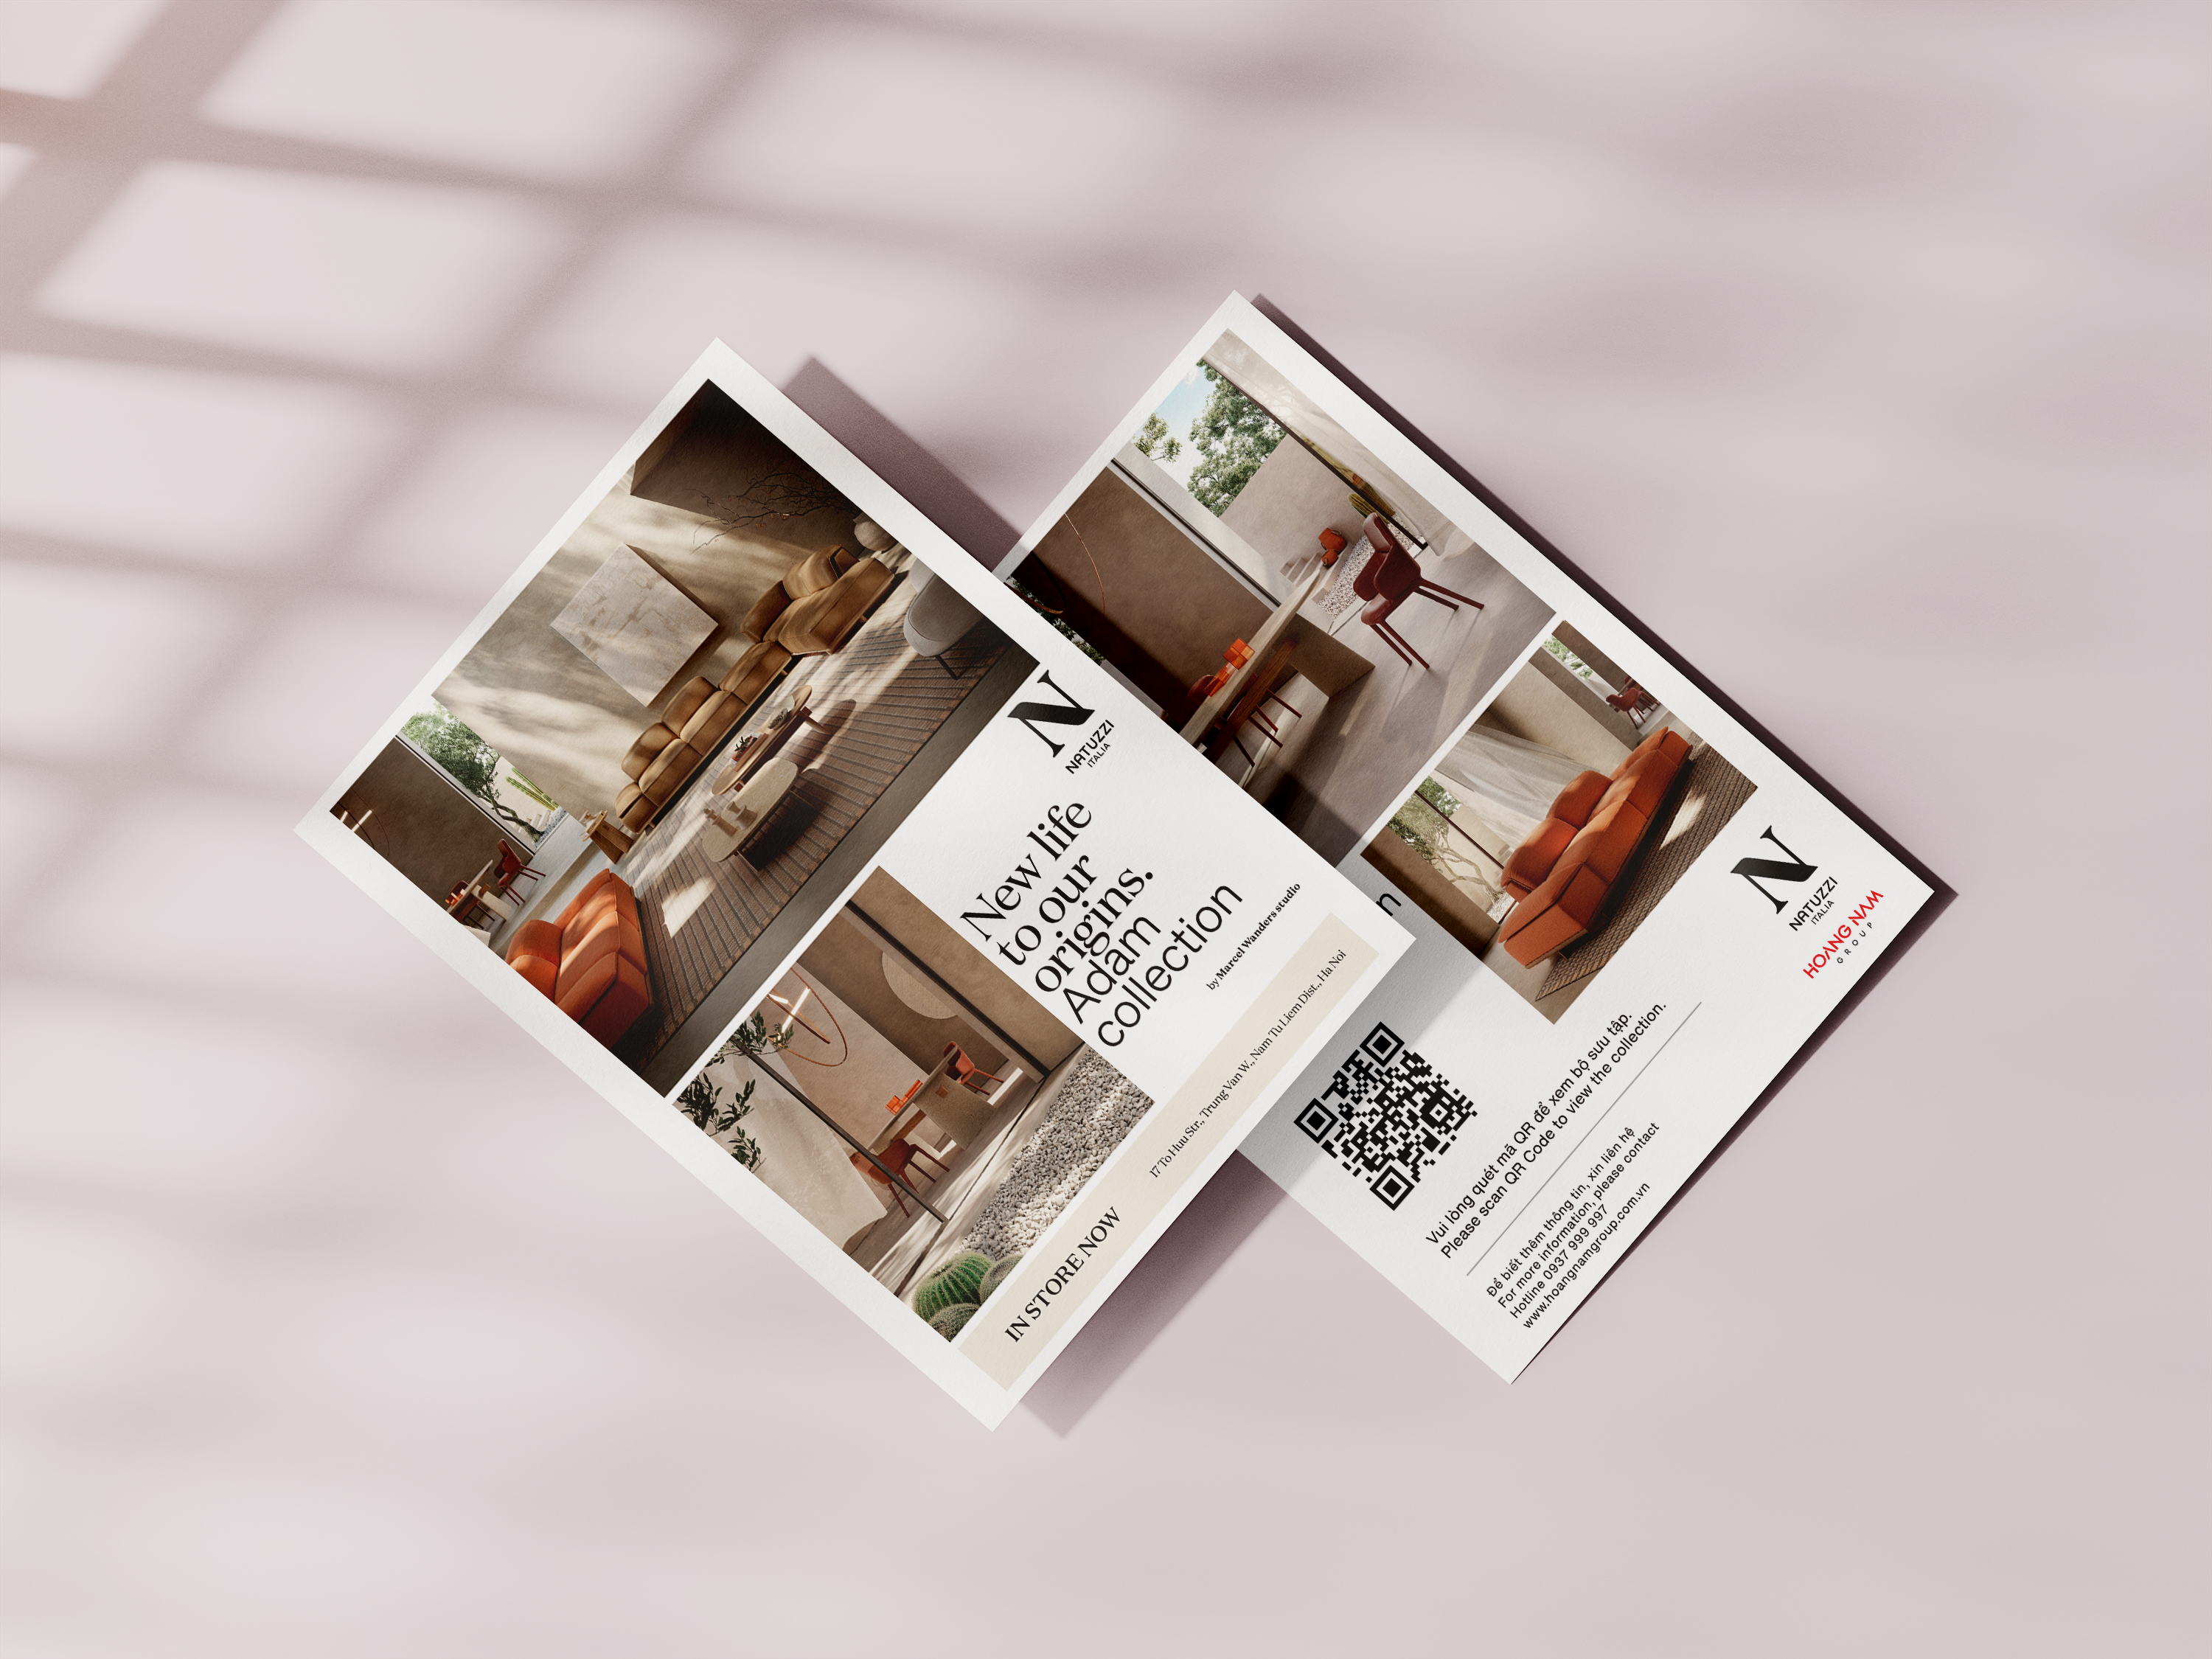 N
NATUZZI
ITALIA
New life
to our
origins.
Adam
collection
by Marcel Wanders studio
IN STORE NOW
17 To Huu Str., Trung Van W., Nam Tu Liem Dist., Ha Noi
n
N
NATUZZI
ITALIA
HOANG NAM
GROUP
Vui lòng quét mã QR để xem bộ sưu tập.
Please scan QR Code to view the collection.
Để biết thêm thông tin, xin liên hệ
For more information, please contact
Hotline 0937 999 997
www.hoangnamgroup.com.vn